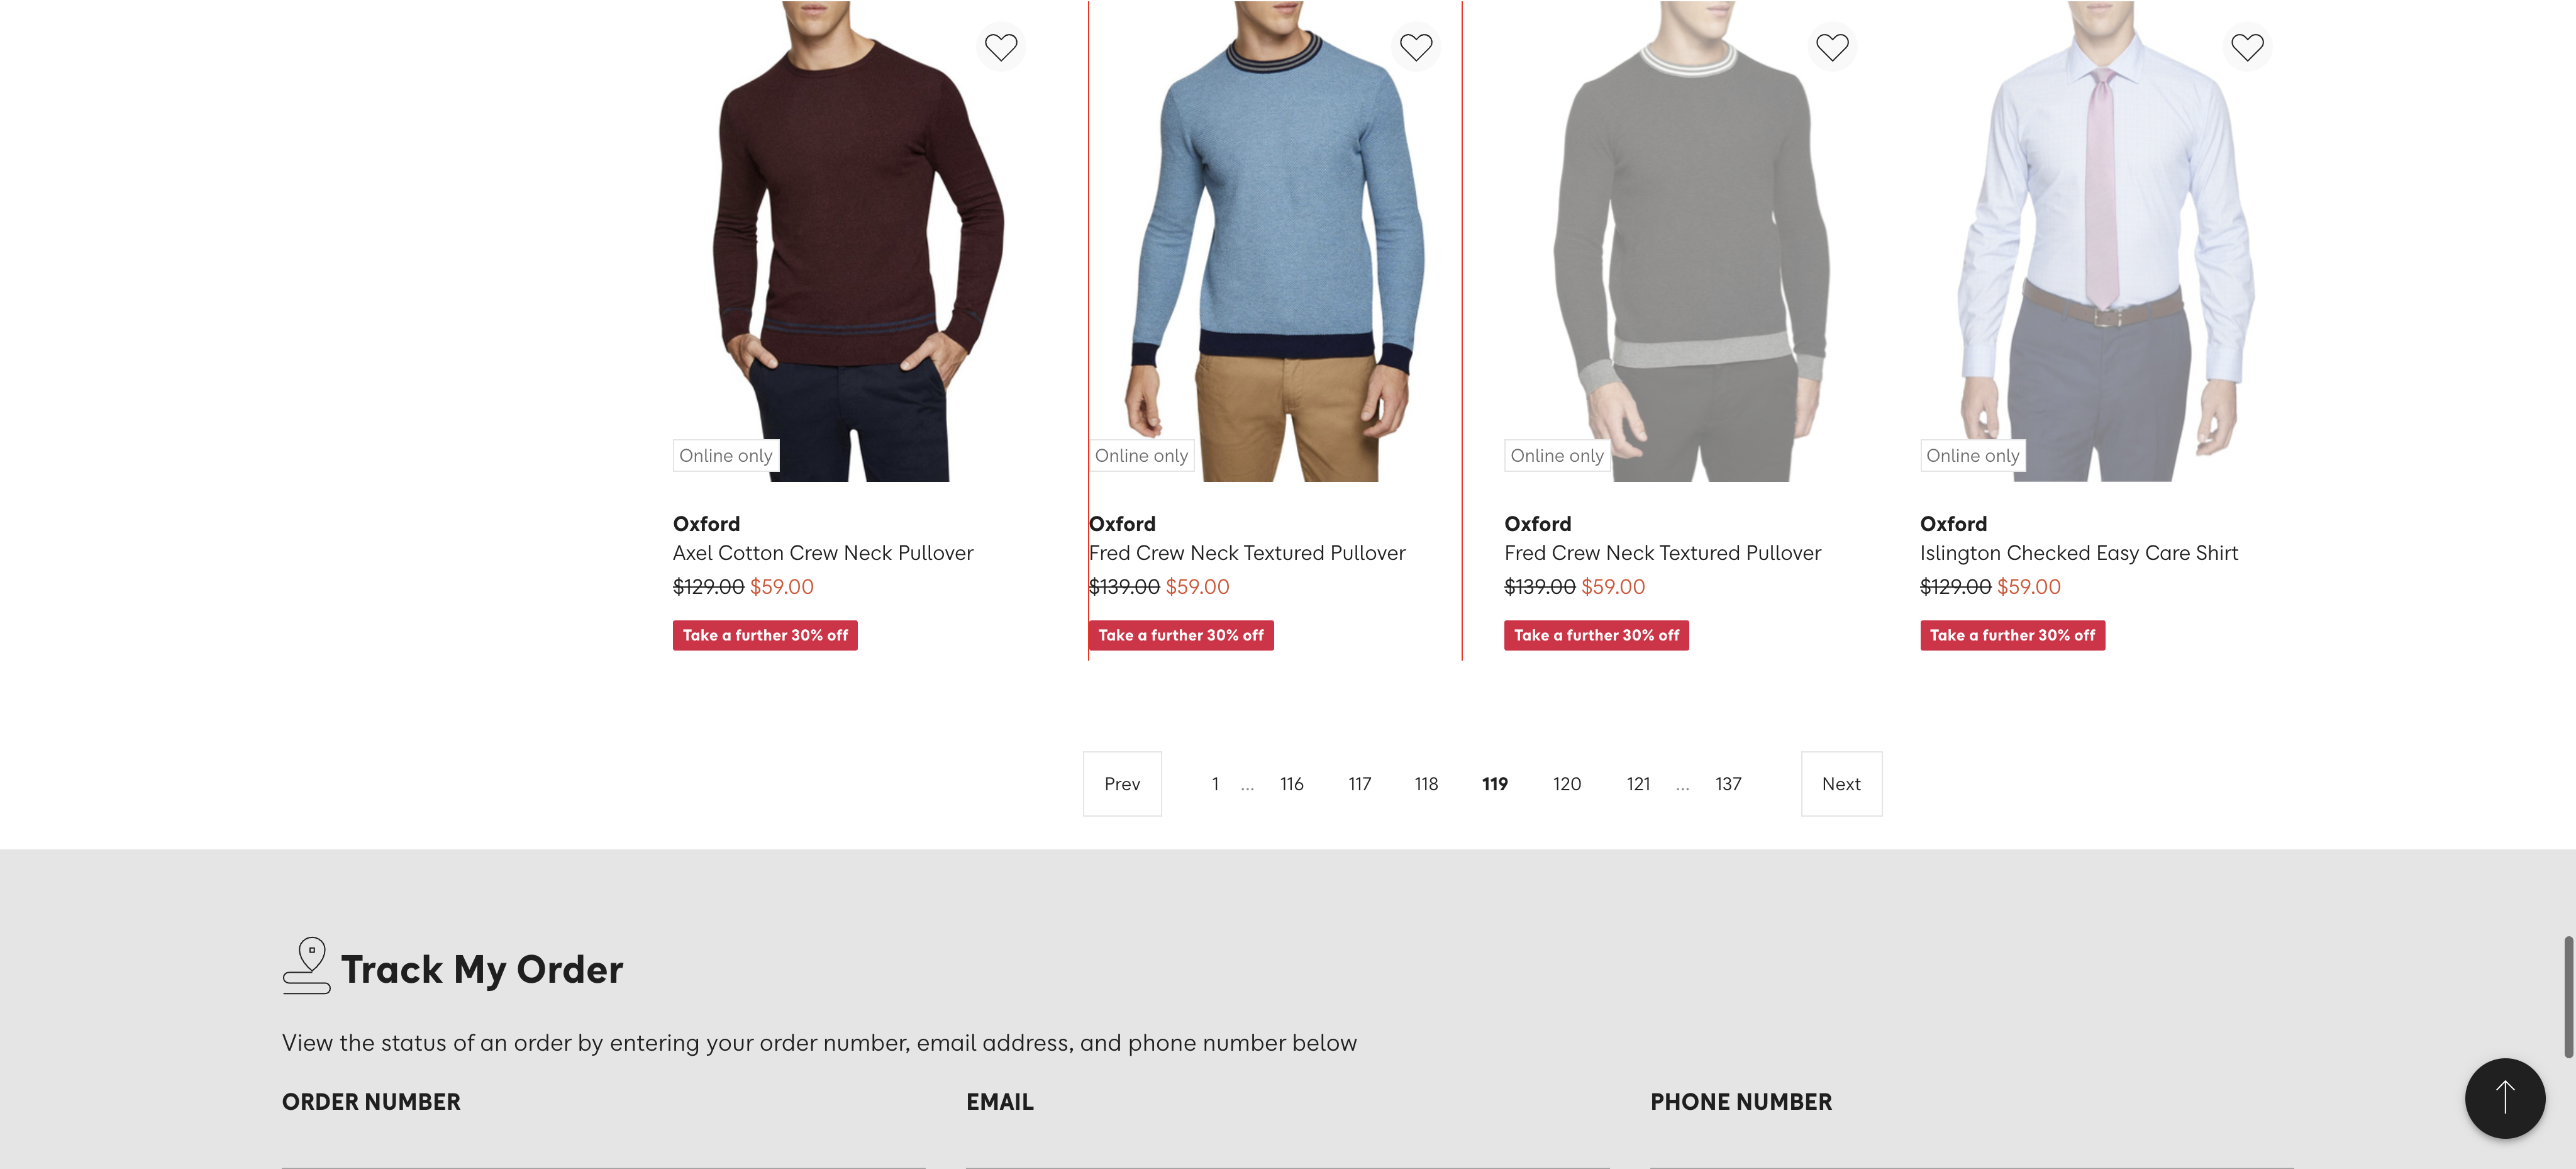 Online only
Online only
Online only
Online only
Oxford
Axel Cotton Crew Neck Pullover
$129.00 $59.00
Take a further 30% off
Oxford
Fred Crew Neck Textured Pullover
$139.00 $59.00
Take a further 30% off
Oxford
Fred Crew Neck Textured Pullover
$139.00 $59.00
Take a further 30% off
Oxford
Islington Checked Easy Care Shirt
$129.00 $59.00
Take a further 30% off
Prev 1 ... 116 117 118 119 120 121 ... 137 Next
Track My Order
View the status of an order by entering your order number, email address, and phone number below
ORDER NUMBER
EMAIL
PHONE NUMBER